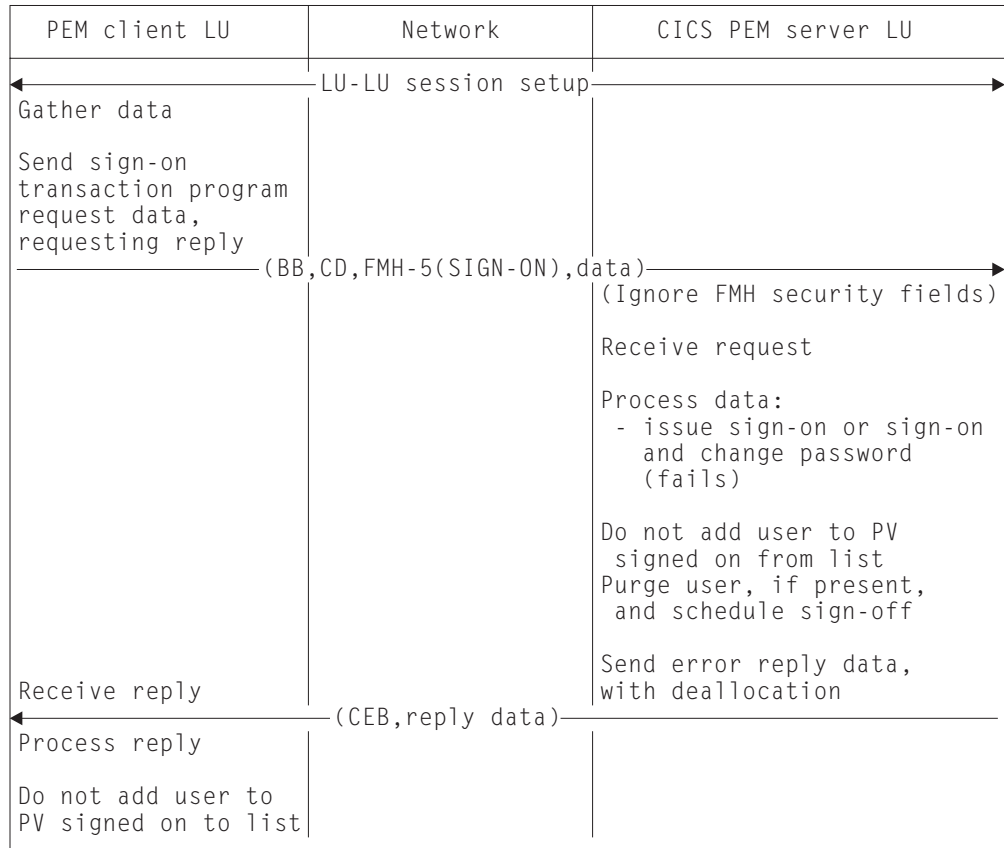 PEM client LU Network CICS PEM server LU
LU-LU session setup
Gather data
Send sign-on
transaction program
request data,
requesting reply
(BB,CD,FMH-5(SIGN-ON),data)
(Ignore FMH security fields)
Receive request
Process data:
- issue sign-on or sign-on
and change password
(fails)
Do not add user to PV
signed on from list
Purge user, if present,
and schedule sign-off
Send error reply data,
with deallocation
Receive reply
(CEB,reply data)
Process reply
Do not add user to
PV signed on to list